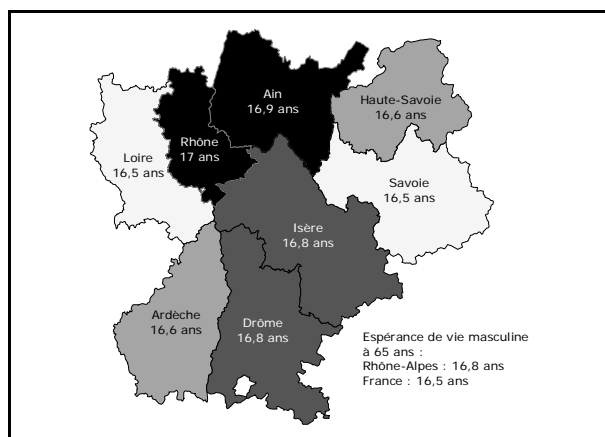 Ain
16,9 ans
Haute-Savoie
16,6 ans
Rhône
17 ans
Loire
16,5 ans
Savoie
16,5 ans
Isère
16,8 ans
Ardèche
16,6 ans
Drôme
16,8 ans
Espérance de vie masculine
à 65 ans :
Rhône-Alpes : 16,8 ans
France : 16,5 ans